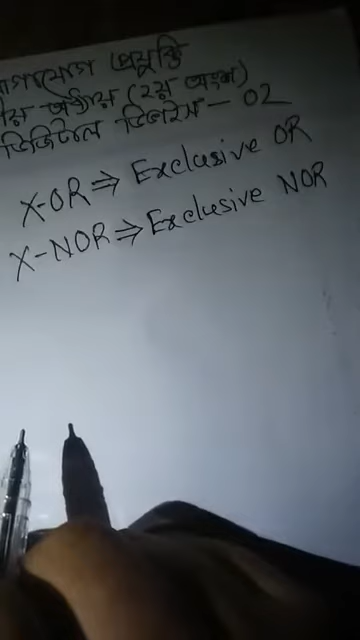 প্রযুক্তি
অধ্যায় (২য় অংশ)
ডিজিটাল ডিভাইস - 02
X-OR ⇒ Exclusive OR
X-NOR ⇒ Exclusive NOR